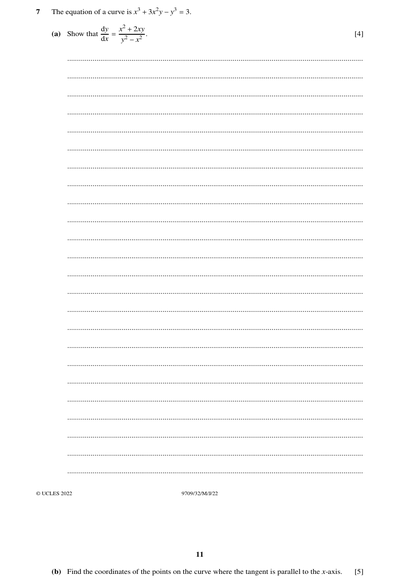 7 The equation of a curve is x³ + 3x²y − y³ = 3.
(a) Show that dy/dx = (x² + 2xy)/(y² − x²). [4]
© UCLES 2022 9709/32/M/J/22
11
(b) Find the coordinates of the points on the curve where the tangent is parallel to the x-axis. [5]